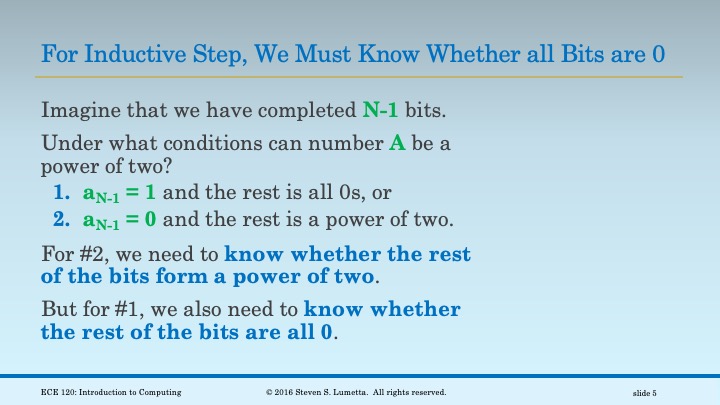 For Inductive Step, We Must Know Whether all Bits are 0
Imagine that we have completed N-1 bits.
Under what conditions can number A be a
power of two?
1. aN-1 = 1 and the rest is all 0s, or
2. aN-1 = 0 and the rest is a power of two.
For #2, we need to know whether the rest
of the bits form a power of two.
But for #1, we also need to know whether
the rest of the bits are all 0.
ECE 120: Introduction to Computing © 2016 Steven S. Lumetta. All rights reserved. slide 5